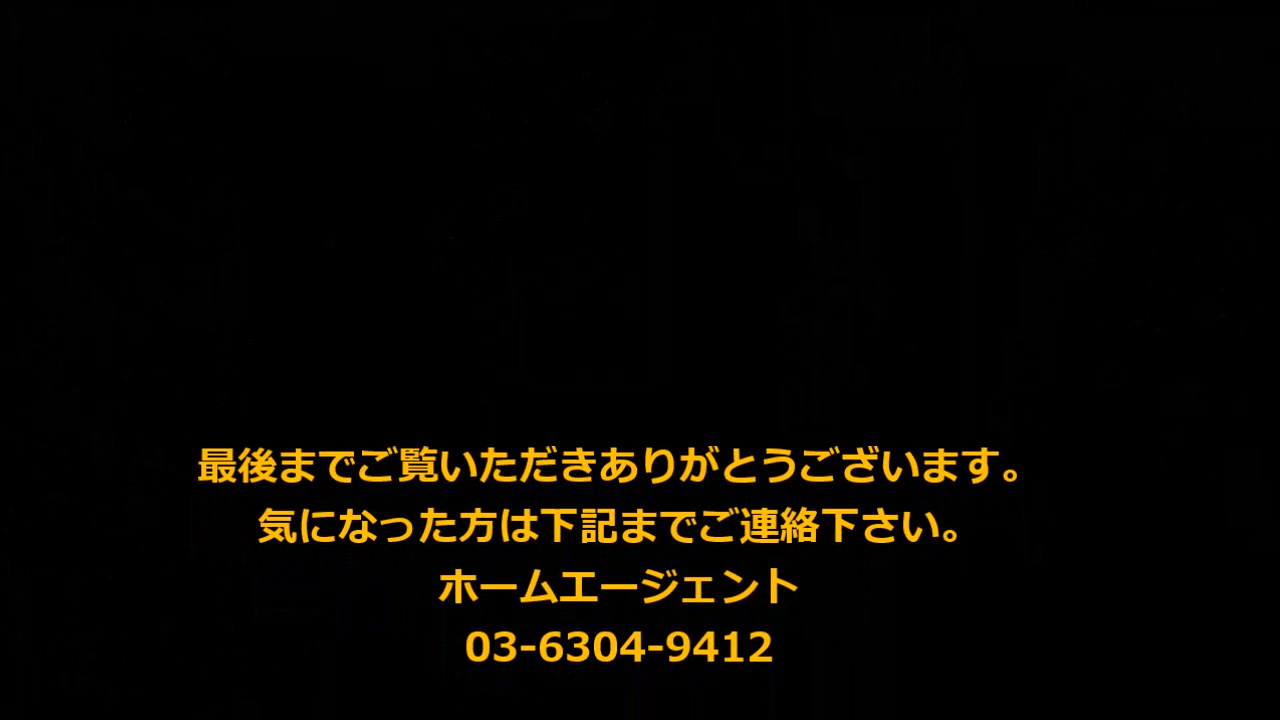 最後までご覧いただきありがとうございます。
気になった方は下記までご連絡下さい。
ホームエージェント
03-6304-9412